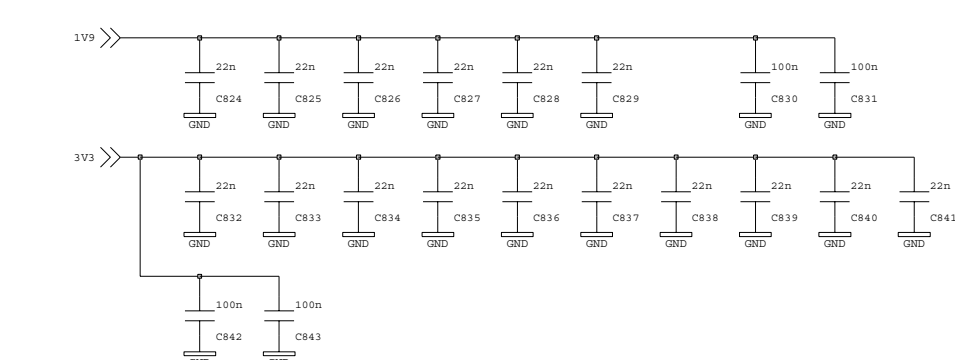 1V9
22n 22n 22n 22n 22n 22n 100n 100n
C824 C825 C826 C827 C828 C829 C830 C831
GND GND GND GND GND GND GND GND
3V3
22n 22n 22n 22n 22n 22n 22n 22n 22n 22n
C832 C833 C834 C835 C836 C837 C838 C839 C840 C841
GND GND GND GND GND GND GND GND GND GND
100n 100n
C842 C843